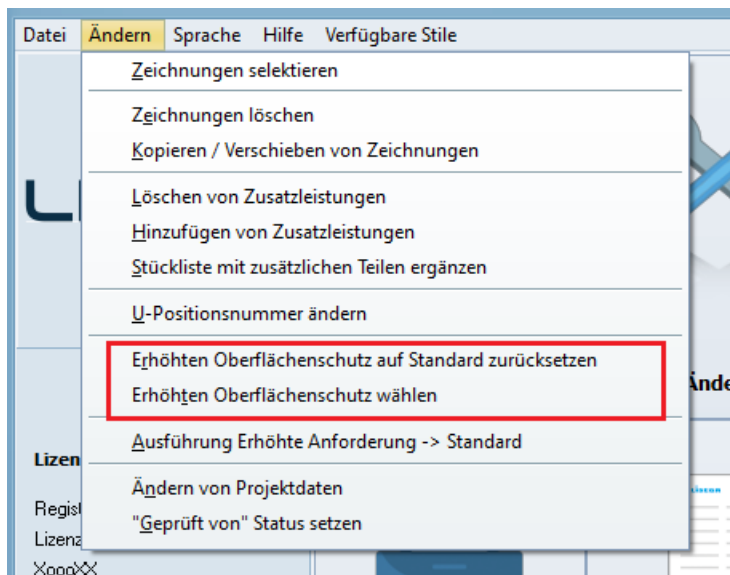 Datei Ändern Sprache Hilfe Verfügbare Stile
Zeichnungen selektieren
Zeichnungen löschen
Kopieren / Verschieben von Zeichnungen
Löschen von Zusatzleistungen
Hinzufügen von Zusatzleistungen
Stückliste mit zusätzlichen Teilen ergänzen
U-Positionsnummer ändern
Erhöhten Oberflächenschutz auf Standard zurücksetzen
Erhöhten Oberflächenschutz wählen
Ände
Ausführung Erhöhte Anforderung -> Standard
Lizen
Ändern von Projektdaten
Regist
"Geprüft von" Status setzen
Lizenz